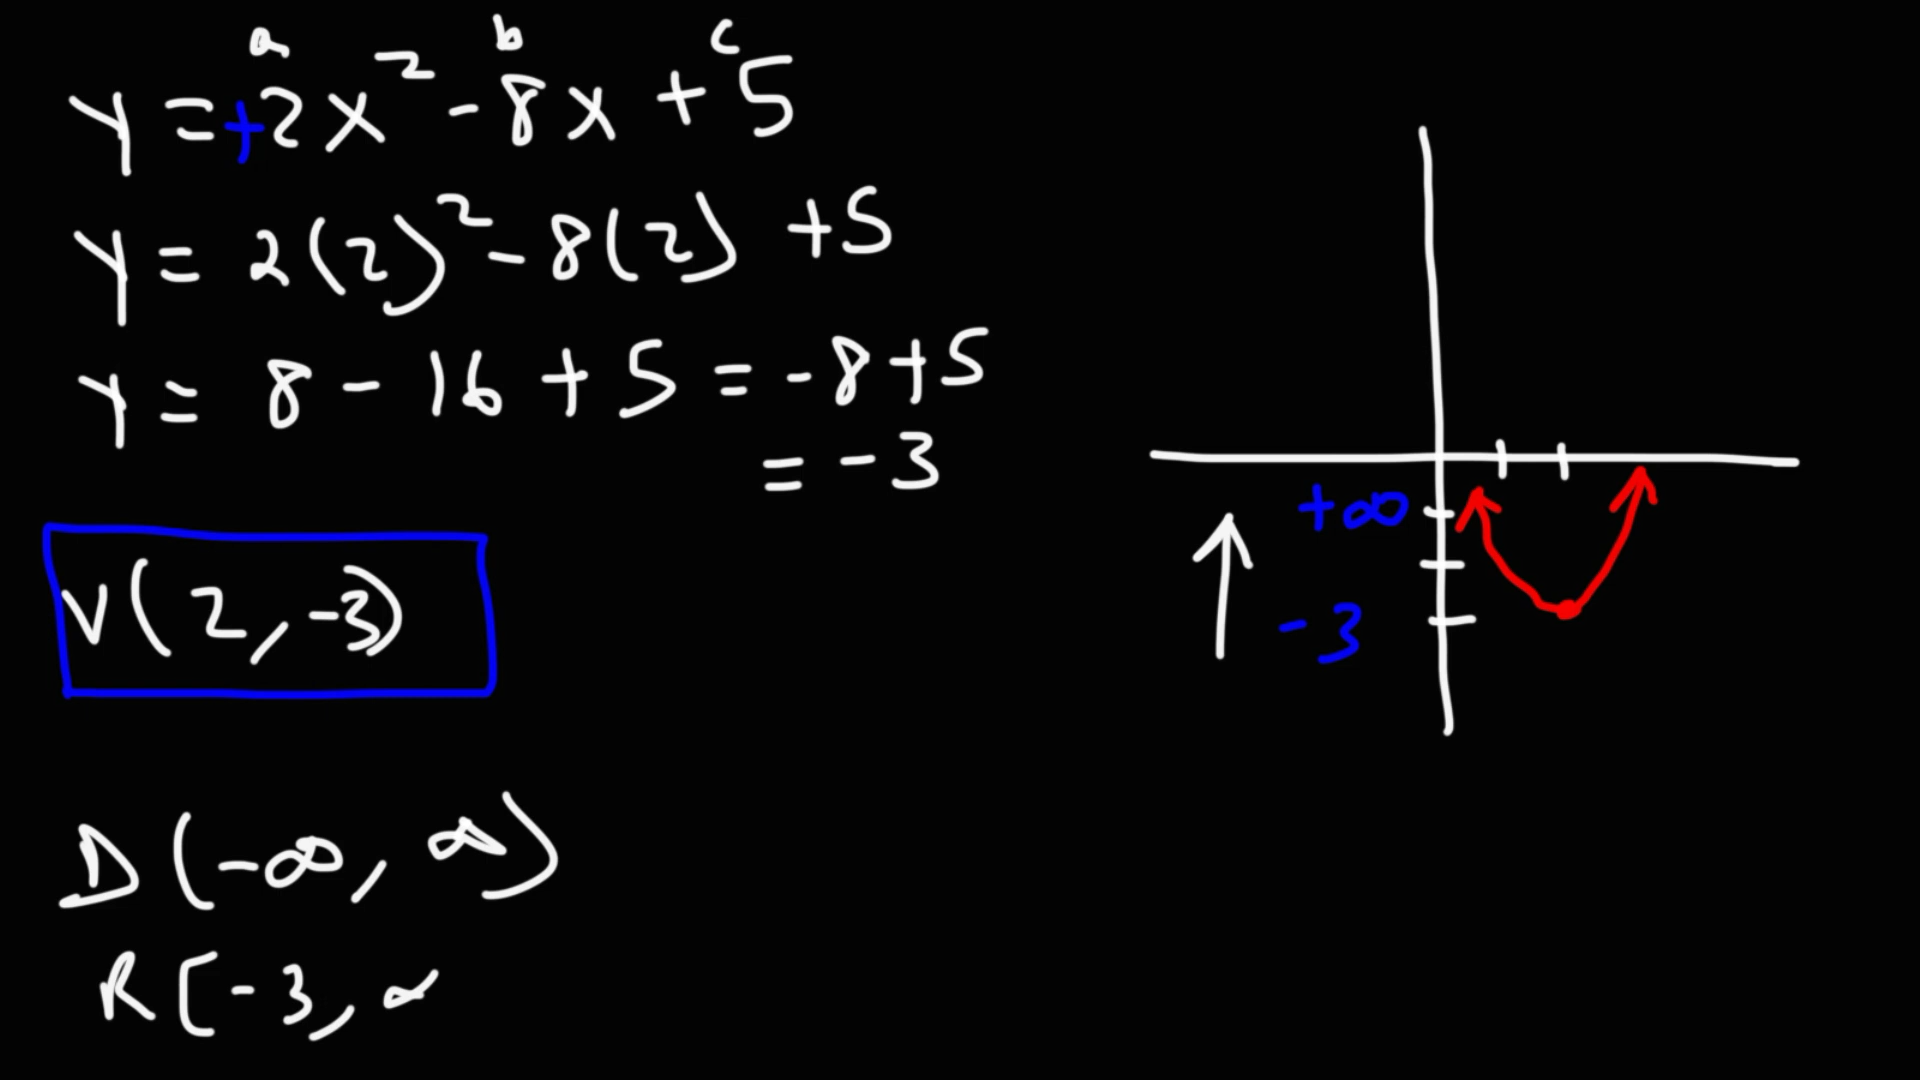 a b c
y = +2x² - 8x + 5
y = 2(2)² - 8(2) + 5
y = 8 - 16 + 5 = -8 + 5
= -3
V(2, -3)
D (-∞, ∞)
R [-3, ∞
+∞
-3